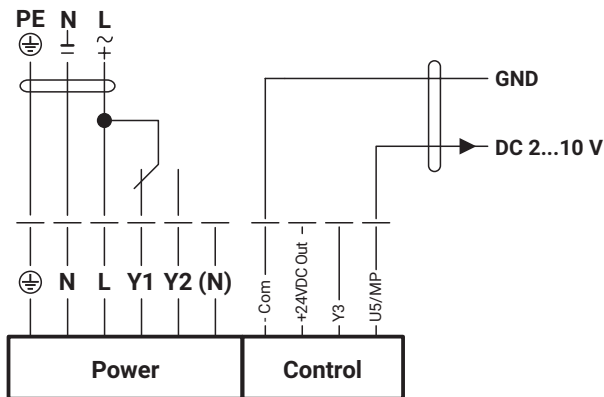 PE N L
GND
DC 2...10 V
N L Y1 Y2 (N)
- Com
+24VDC Out
Y3
U5/MP
Power
Control